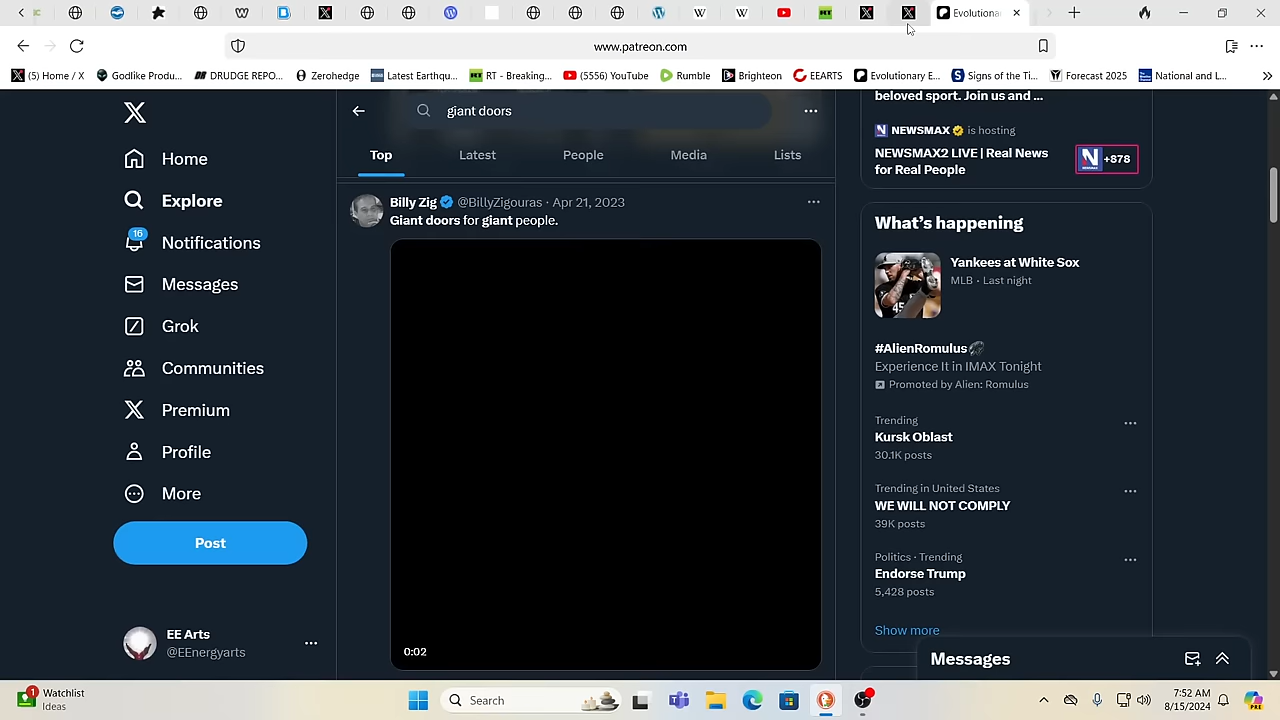 Evolutiona
www.patreon.com
(5) Home / X
Godlike Produ...
DRUDGE REPO...
Zerohedge
Latest Earthqu...
RT - Breaking...
(5556) YouTube
Rumble
Brighteon
EEARTS
Evolutionary E...
Signs of the Ti...
Forecast 2025
National and L...
giant doors
Top
Latest
People
Media
Lists
Home
Explore
16
Notifications
Messages
Grok
Communities
Premium
Profile
More
Post
EE Arts
@EEnergyarts
Billy Zig @BillyZigouras · Apr 21, 2023
Giant doors for giant people.
0:02
beloved sport. Join us and ...
NEWSMAX is hosting
NEWSMAX2 LIVE | Real News
for Real People
+878
What's happening
Yankees at White Sox
MLB · Last night
#AlienRomulus
Experience It in IMAX Tonight
Promoted by Alien: Romulus
Trending
Kursk Oblast
30.1K posts
Trending in United States
WE WILL NOT COMPLY
39K posts
Politics · Trending
Endorse Trump
5,428 posts
Show more
Messages
1
Watchlist
Ideas
Search
7:52 AM
8/15/2024